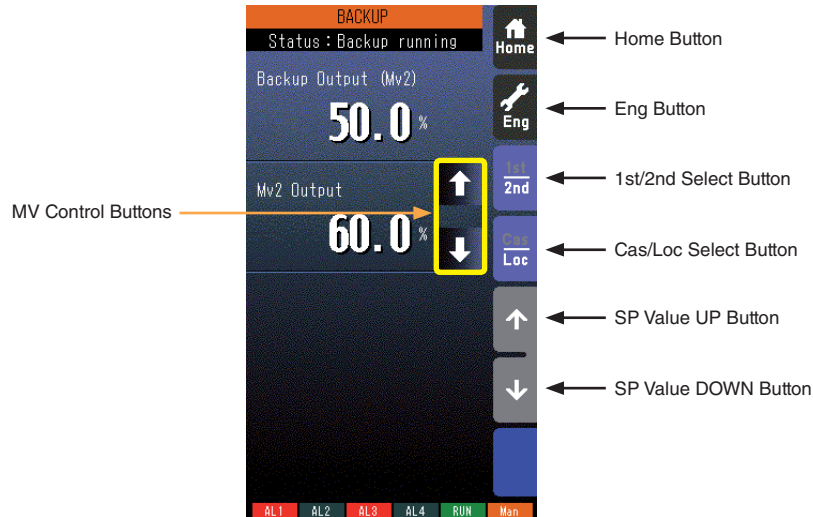 BACKUP
Status：Backup running
Home
Home Button
Backup Output (Mv2)
50.0 %
Eng
Eng Button
1st
2nd
1st/2nd Select Button
Mv2 Output
MV Control Buttons
60.0 %
Cas
Loc
Cas/Loc Select Button
SP Value UP Button
SP Value DOWN Button
AL1 AL2 AL3 AL4 RUN Man